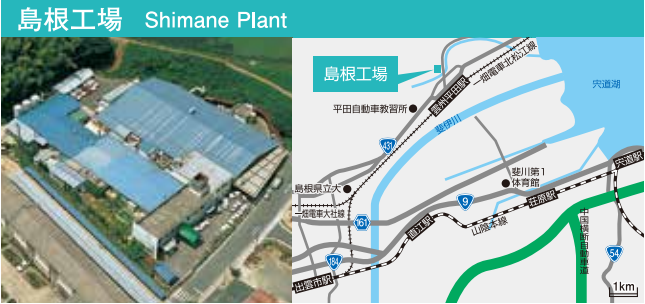 島根工場 Shimane Plant
島根工場
一畑電車北松江線
宍道湖
雲州平田駅
平田自動車教習所
斐伊川
431
宍道駅
斐川第1
体育館
島根県立大
9
荘原駅
一畑電車大社線
161
直江駅
山陰本線
中国横断自動車道
54
184
出雲市駅
1km